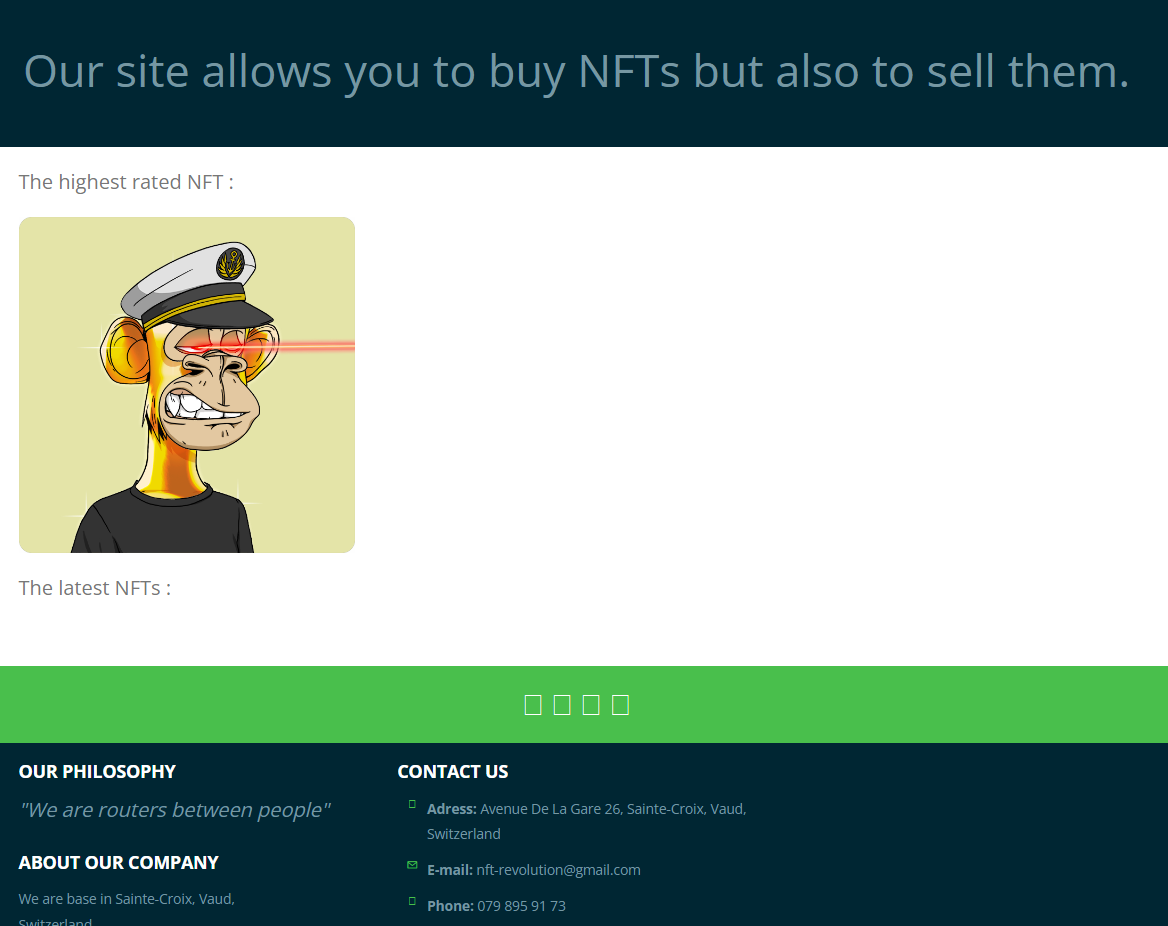 Our site allows you to buy NFTs but also to sell them.
The highest rated NFT :
The latest NFTs :
OUR PHILOSOPHY
"We are routers between people"
ABOUT OUR COMPANY
We are base in Sainte-Croix, Vaud,
Switzerland
CONTACT US
Adress: Avenue De La Gare 26, Sainte-Croix, Vaud,
Switzerland
E-mail: nft-revolution@gmail.com
Phone: 079 895 91 73